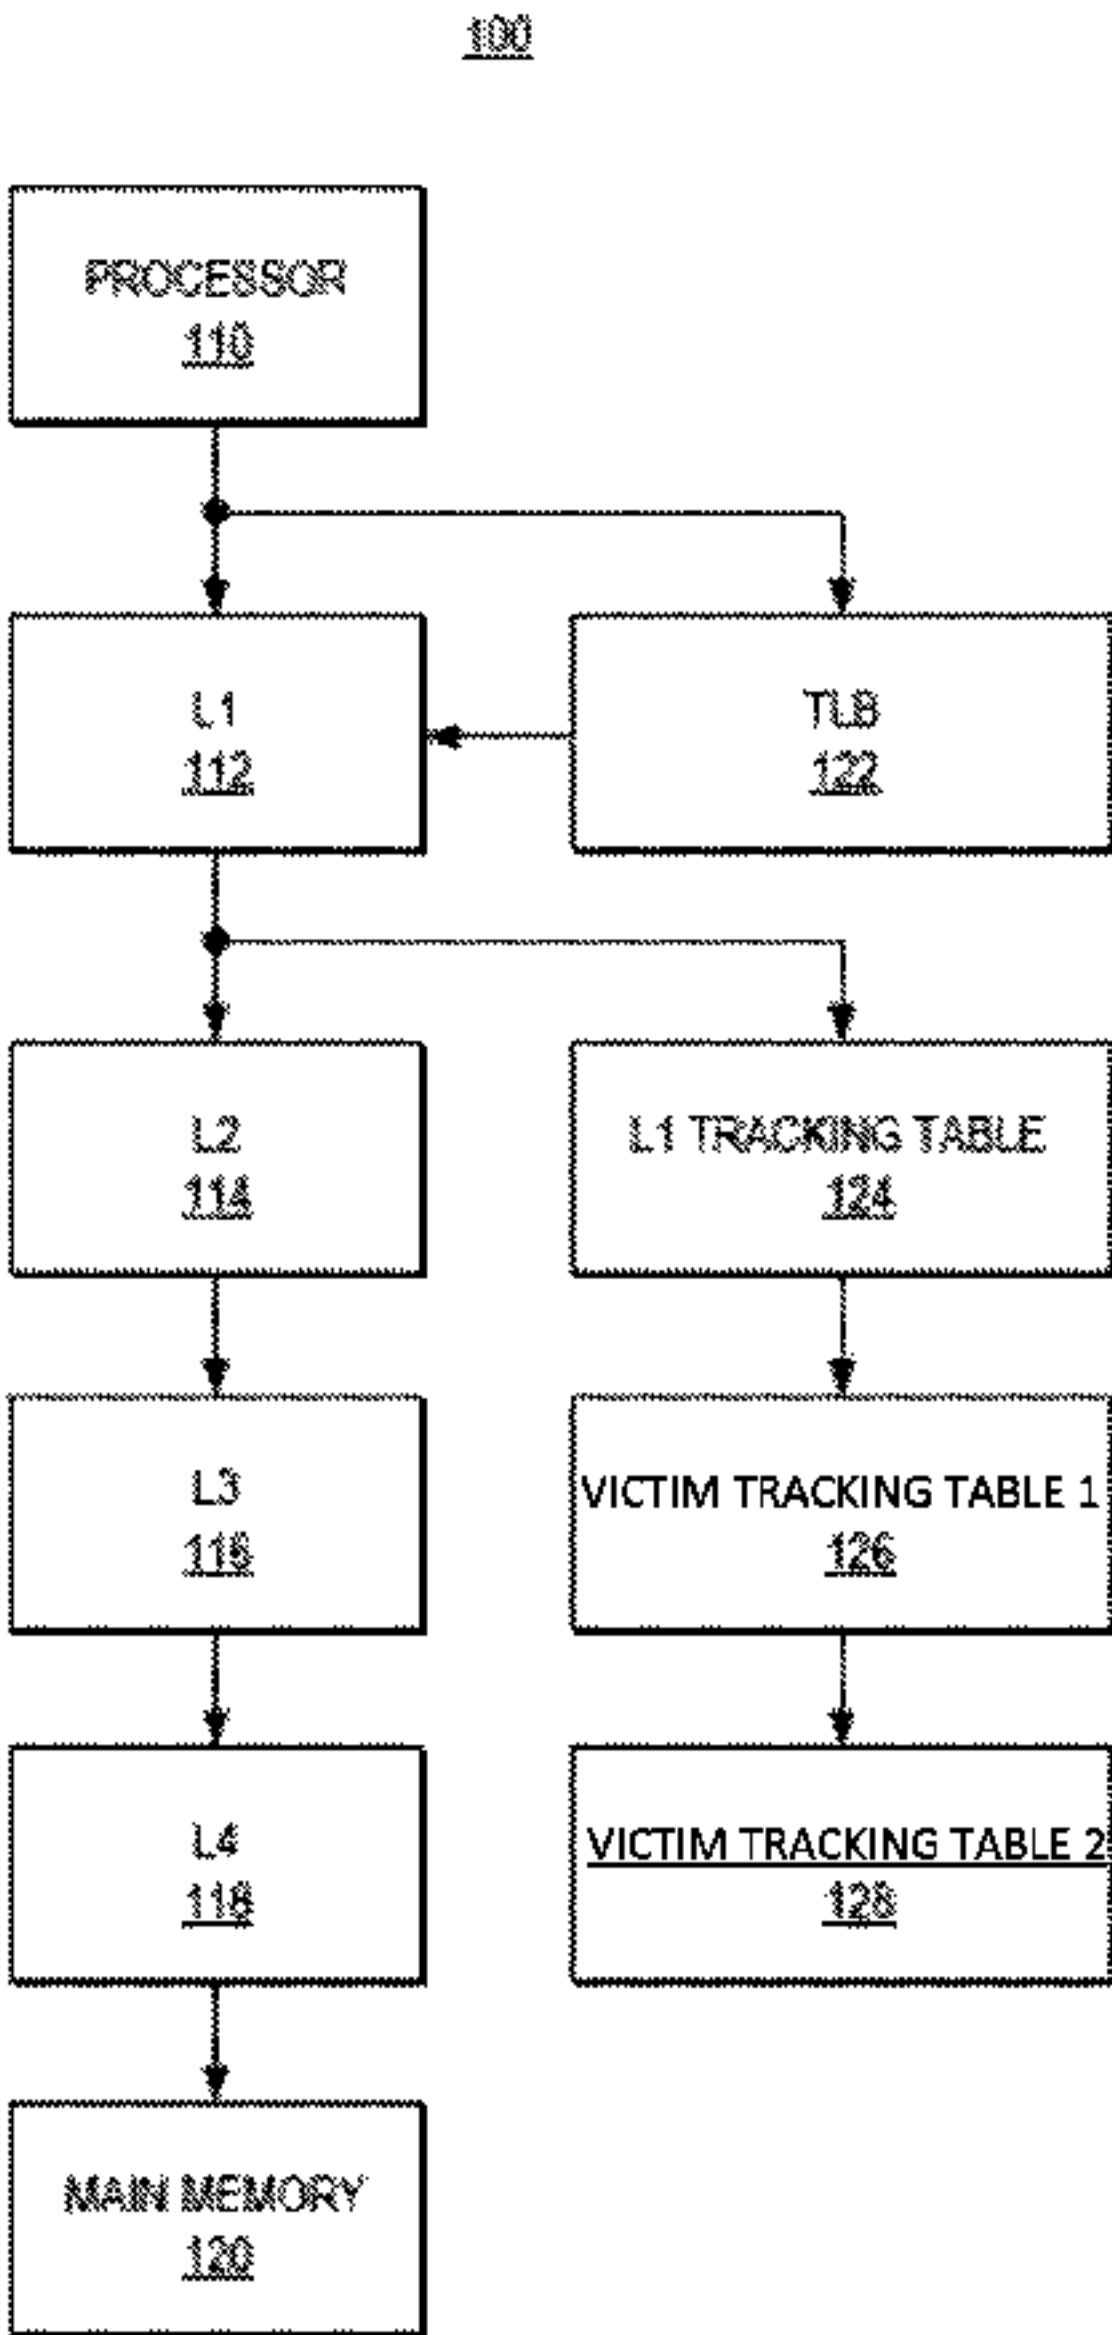 100
PROCESSOR
110
L1
112
TLB
122
L2
114
L1 TRACKING TABLE
124
L3
116
VICTIM TRACKING TABLE 1
126
L4
118
VICTIM TRACKING TABLE 2
128
MAIN MEMORY
120